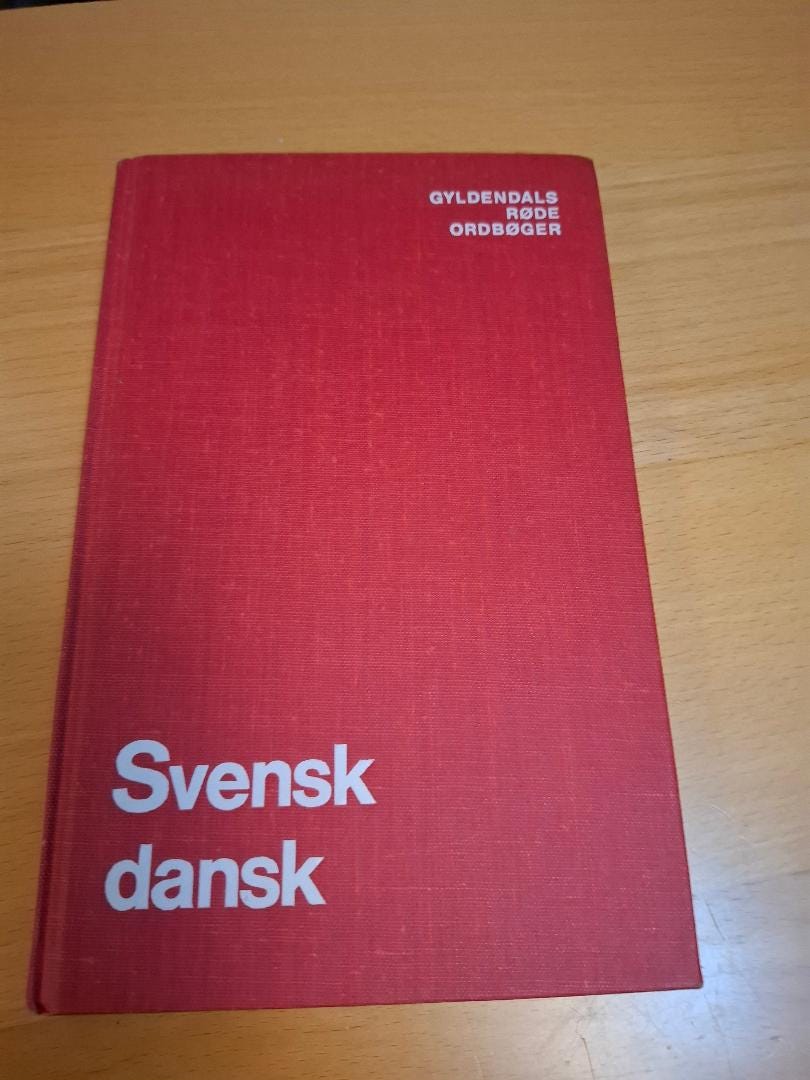 GYLDENDALS
RØDE
ORDBØGER
Svensk
dansk